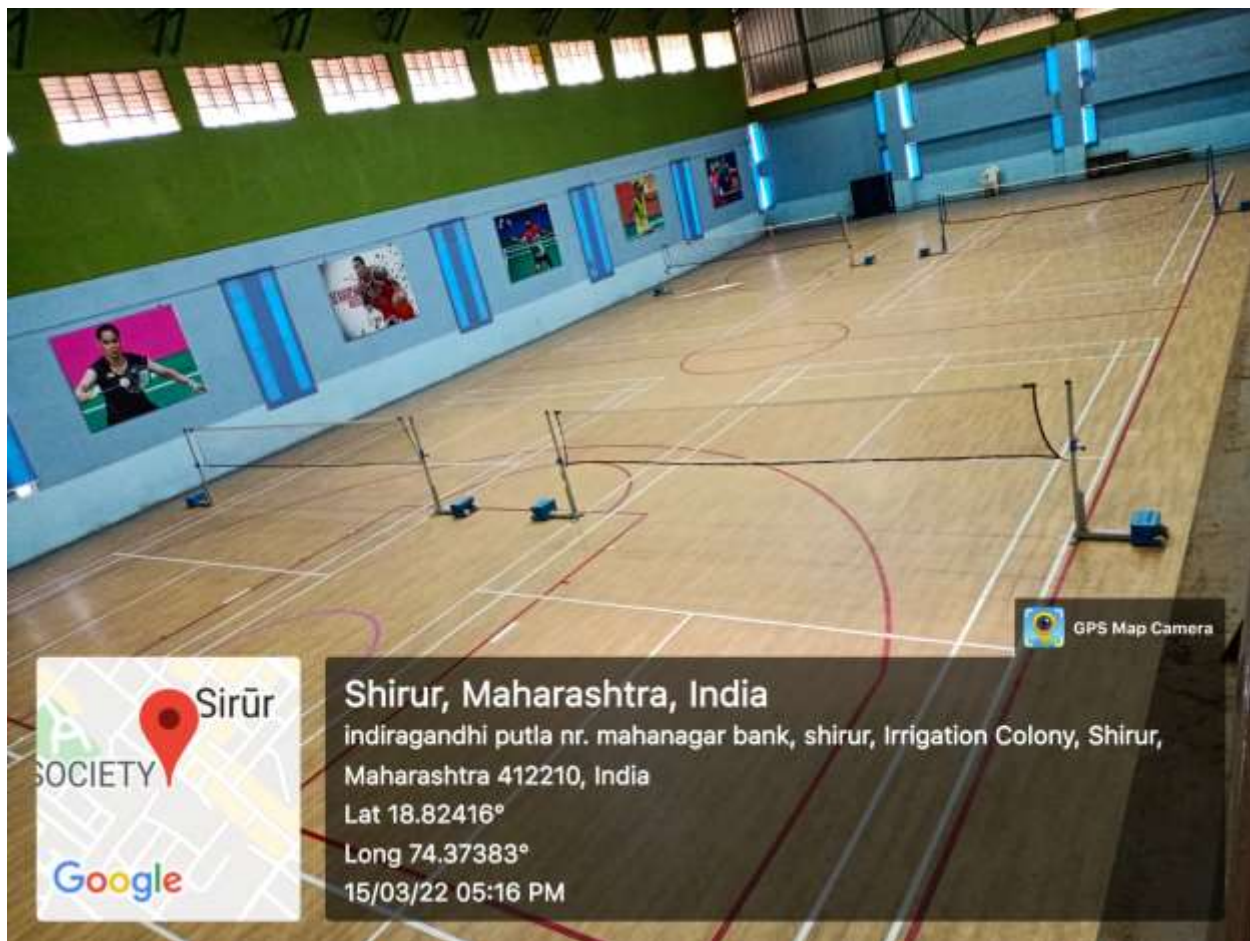 GPS Map Camera
Sirūr
SOCIETY
Google
Shirur, Maharashtra, India
indiragandhi putla nr. mahanagar bank, shirur, Irrigation Colony, Shirur,
Maharashtra 412210, India
Lat 18.82416°
Long 74.37383°
15/03/22 05:16 PM